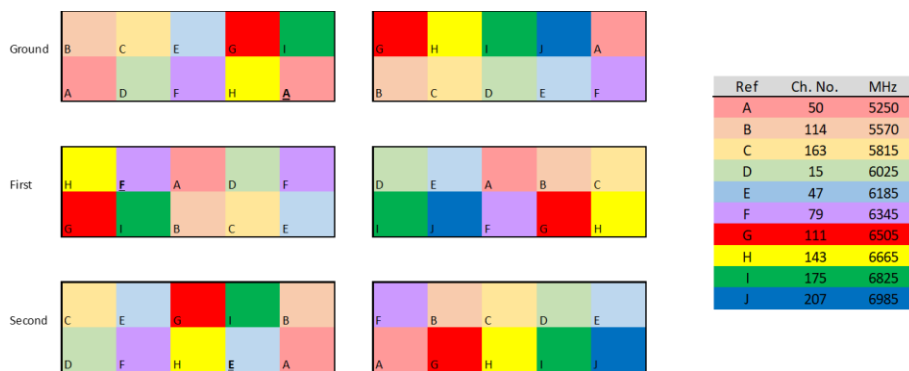 Ground B C E G I G H I J A
A D F H A B C D E F
First H F A D F D E A B C
G I B C E I J F G H
Second C E G I B F B C D E
D F H E A A G H I J
Ref Ch. No. MHz
A 50 5250
B 114 5570
C 163 5815
D 15 6025
E 47 6185
F 79 6345
G 111 6505
H 143 6665
I 175 6825
J 207 6985